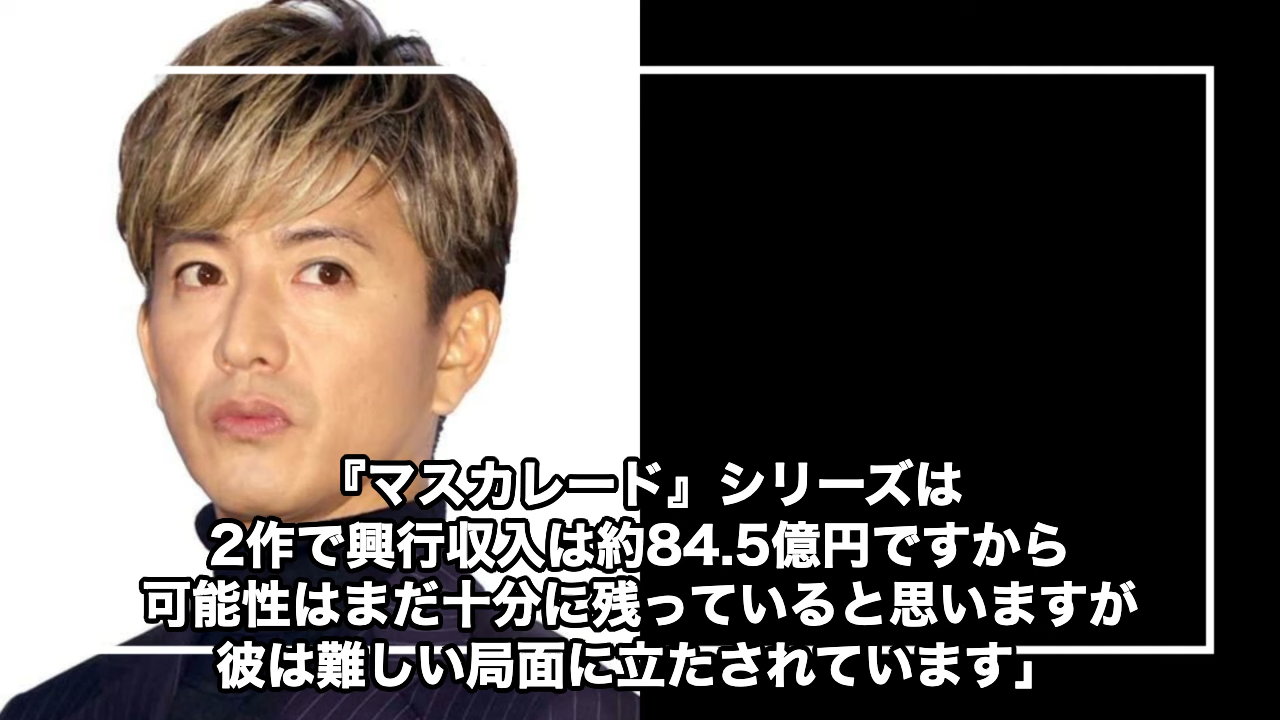 『マスカレード』シリーズは
2作で興行収入は約84.5億円ですから
可能性はまだ十分に残っていると思いますが
彼は難しい局面に立たされています」